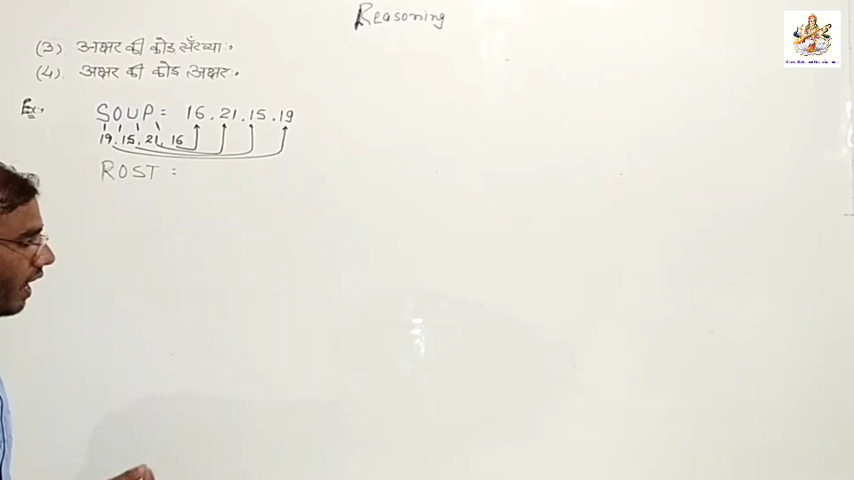 Reasoning
(3). अक्षर की कोड सँख्या:-
(4). अक्षर की कोड अक्षर:-
Ex:- SOUP = 16.21.15.19
19.15.21.16
ROST =